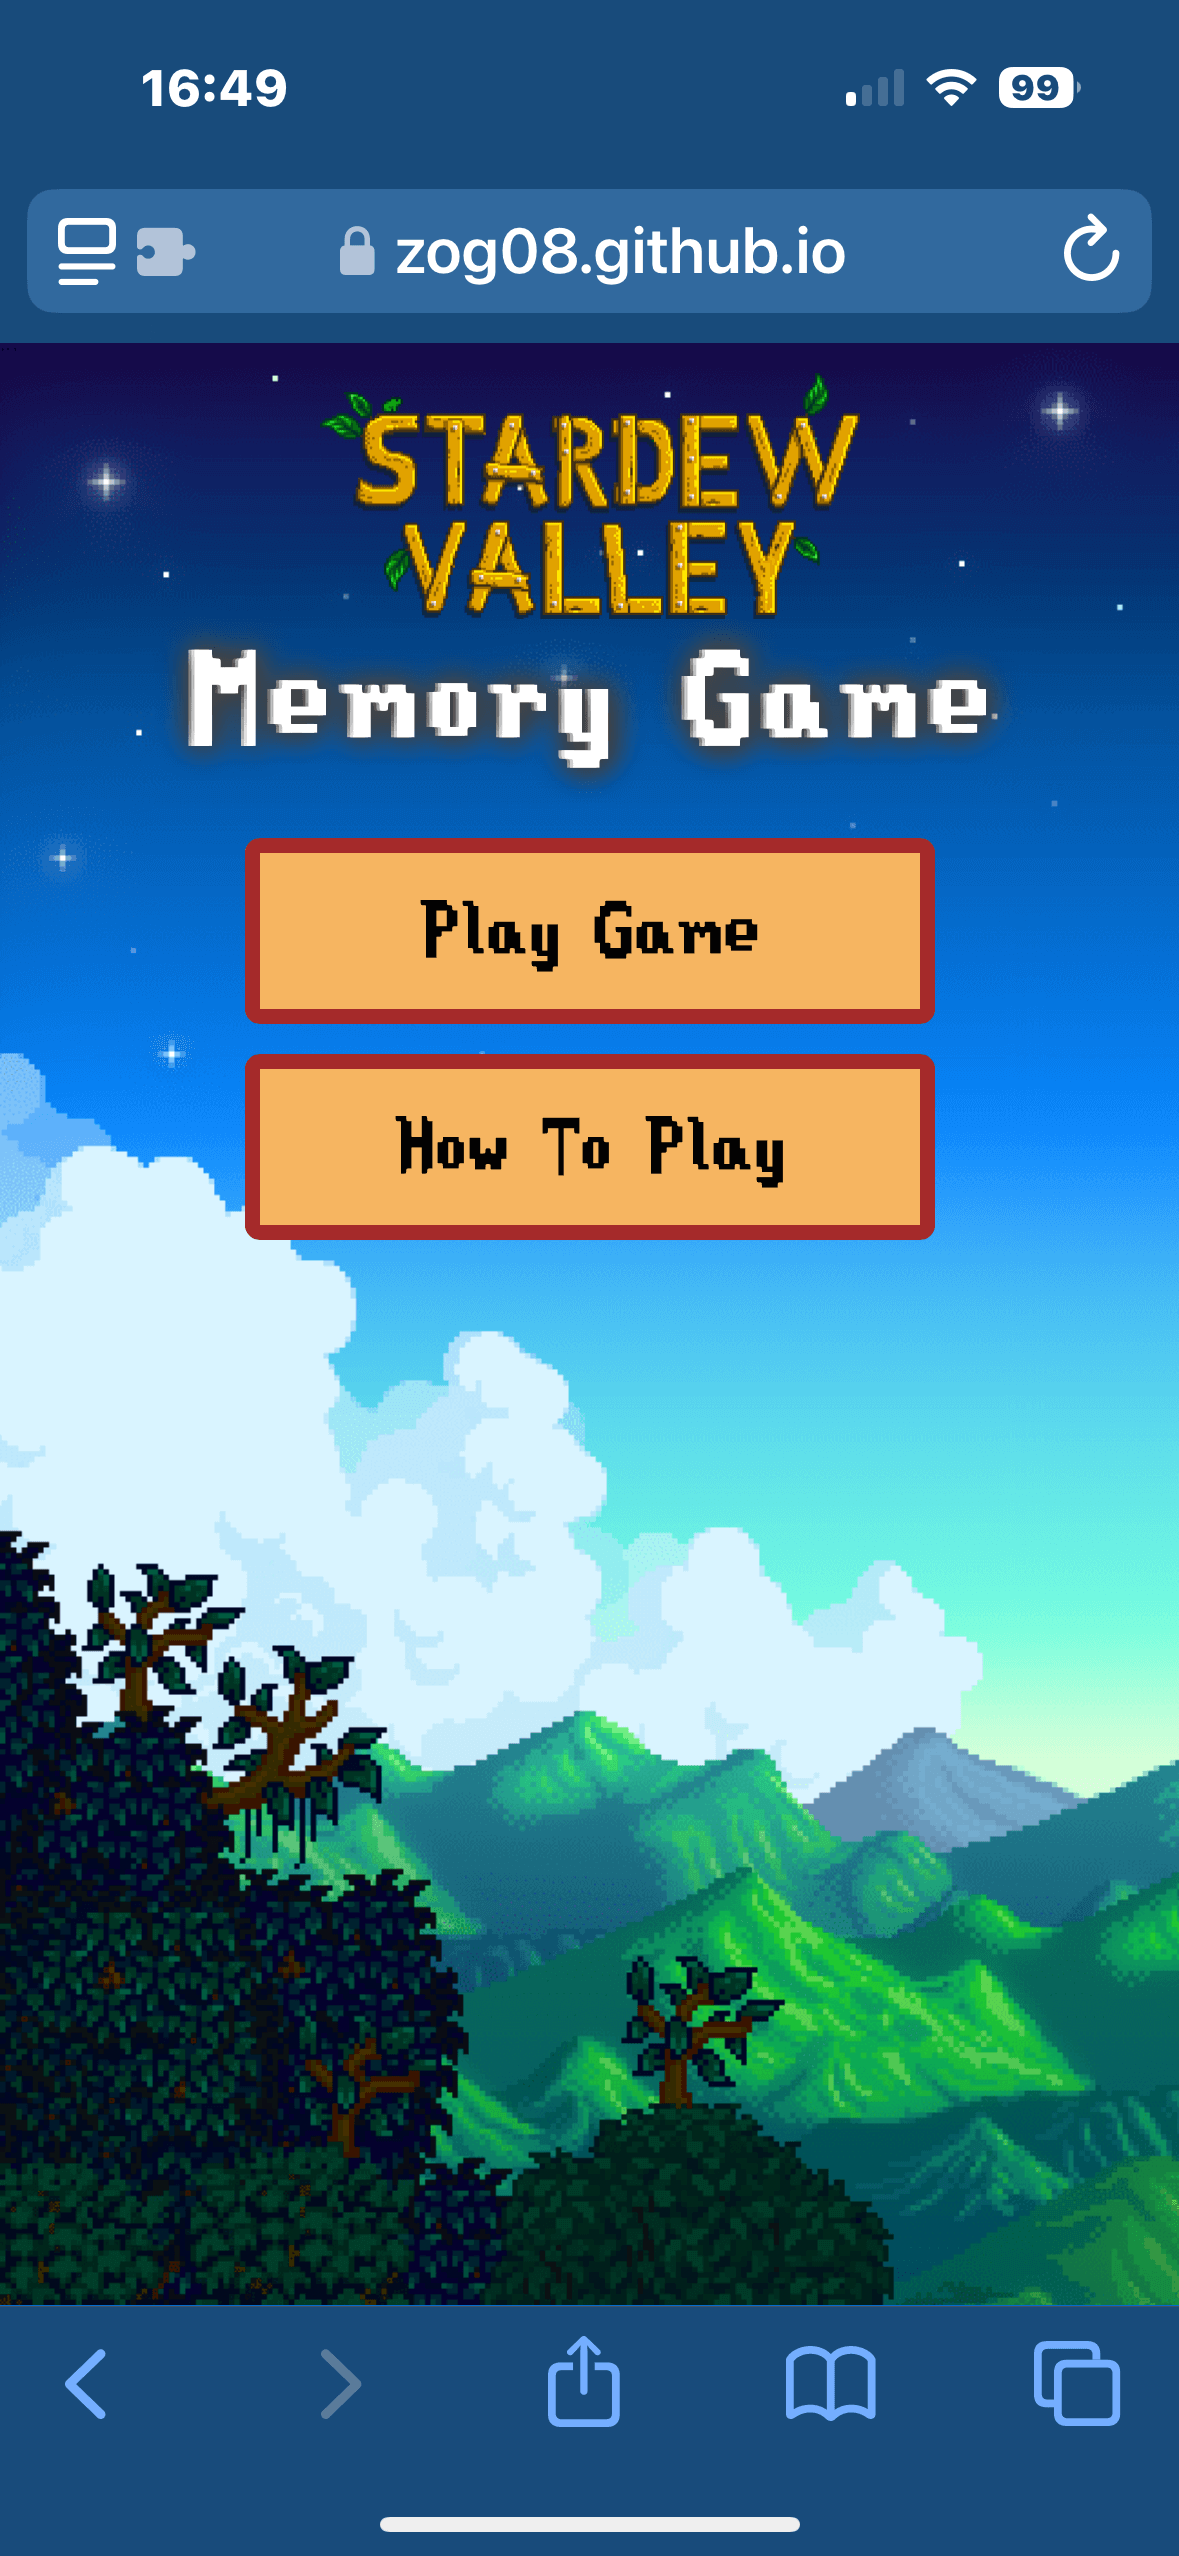 16:49
99
zog08.github.io
STARDEW
VALLEY
Memory Game
Play Game
How To Play